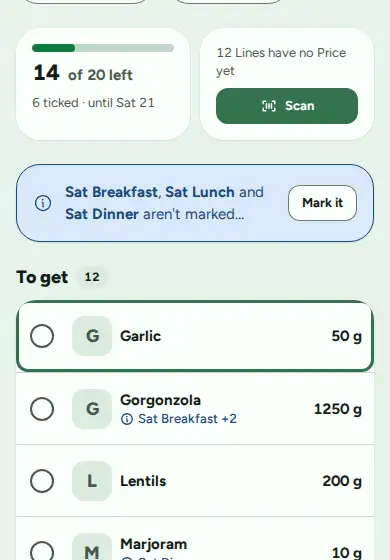 14 of 20 left
6 ticked · until Sat 21
12 Lines have no Price
yet
Scan
Sat Breakfast, Sat Lunch and
Sat Dinner aren't marked...
Mark it
To get 12
G Garlic 50 g
G Gorgonzola 1250 g
Sat Breakfast +2
L Lentils 200 g
M Marjoram 10 g